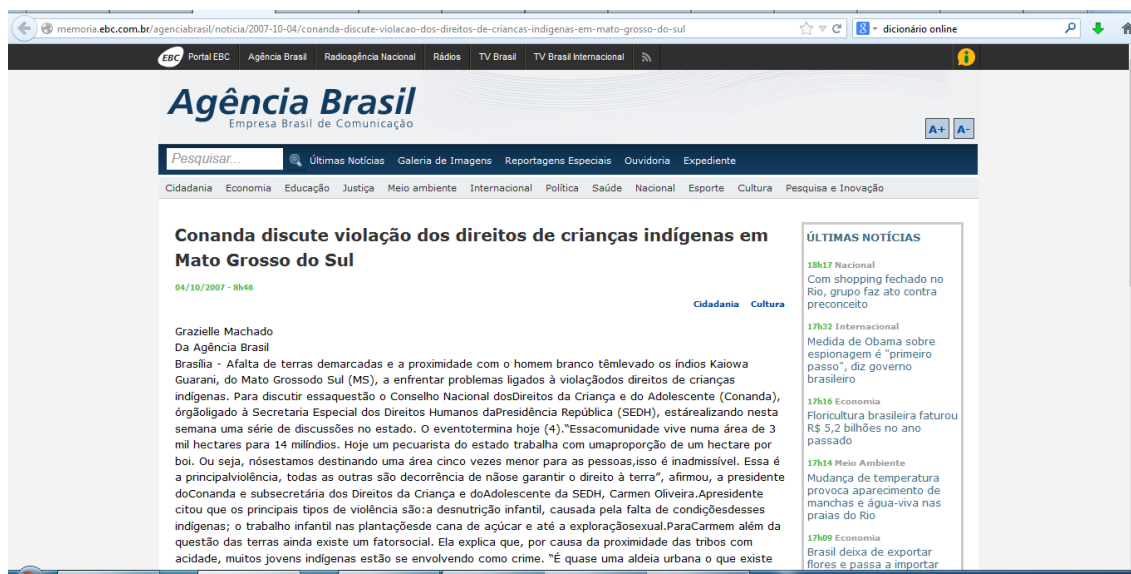 memoria.ebc.com.br/agenciabrasil/noticia/2007-10-04/conanda-discute-violacao-dos-direitos-de-criancas-indigenas-em-mato-grosso-do-sul
8 dicionário online
EBC Portal EBC Agência Brasil Radioagência Nacional Rádios TV Brasil TV Brasil Internacional
i
Agência Brasil
Empresa Brasil de Comunicação
A+ A-
Pesquisar... Últimas Notícias Galeria de Imagens Reportagens Especiais Ouvidoria Expediente
Cidadania Economia Educação Justiça Meio ambiente Internacional Política Saúde Nacional Esporte Cultura Pesquisa e Inovação
Conanda discute violação dos direitos de crianças indígenas em
Mato Grosso do Sul
04/10/2007 - 8h46
Cidadania Cultura
Grazielle Machado
Da Agência Brasil
Brasília - Afalta de terras demarcadas e a proximidade com o homem branco têmlevado os índios Kaiowa
Guarani, do Mato Grossodo Sul (MS), a enfrentar problemas ligados à violaçãodos direitos de crianças
indígenas. Para discutir essaquestão o Conselho Nacional dosDireitos da Criança e do Adolescente (Conanda),
órgãoligado à Secretaria Especial dos Direitos Humanos daPresidência República (SEDH), estárealizando nesta
semana uma série de discussões no estado. O eventotermina hoje (4)."Essacomunidade vive numa área de 3
mil hectares para 14 milíndios. Hoje um pecuarista do estado trabalha com umaproporção de um hectare por
boi. Ou seja, nósestamos destinando uma área cinco vezes menor para as pessoas,isso é inadmissível. Essa é
a principalviolência, todas as outras são decorrência de nãose garantir o direito à terra", afirmou, a presidente
doConanda e subsecretária dos Direitos da Criança e doAdolescente da SEDH, Carmen Oliveira.Apresidente
citou que os principais tipos de violência são:a desnutrição infantil, causada pela falta de condiçõesdesses
indígenas; o trabalho infantil nas plantaçõesde cana de açúcar e até a exploraçãosexual.ParaCarmem além da
questão das terras ainda existe um fatorsocial. Ela explica que, por causa da proximidade das tribos com
acidade, muitos jovens indígenas estão se envolvendo como crime. "É quase uma aldeia urbana o que existe
ÚLTIMAS NOTÍCIAS
18h17 Nacional
Com shopping fechado no
Rio, grupo faz ato contra
preconceito
17h32 Internacional
Medida de Obama sobre
espionagem é "primeiro
passo", diz governo
brasileiro
17h16 Economia
Floricultura brasileira faturou
R$ 5,2 bilhões no ano
passado
17h14 Meio Ambiente
Mudança de temperatura
provoca aparecimento de
manchas e água-viva nas
praias do Rio
17h09 Economia
Brasil deixa de exportar
flores e passa a importar